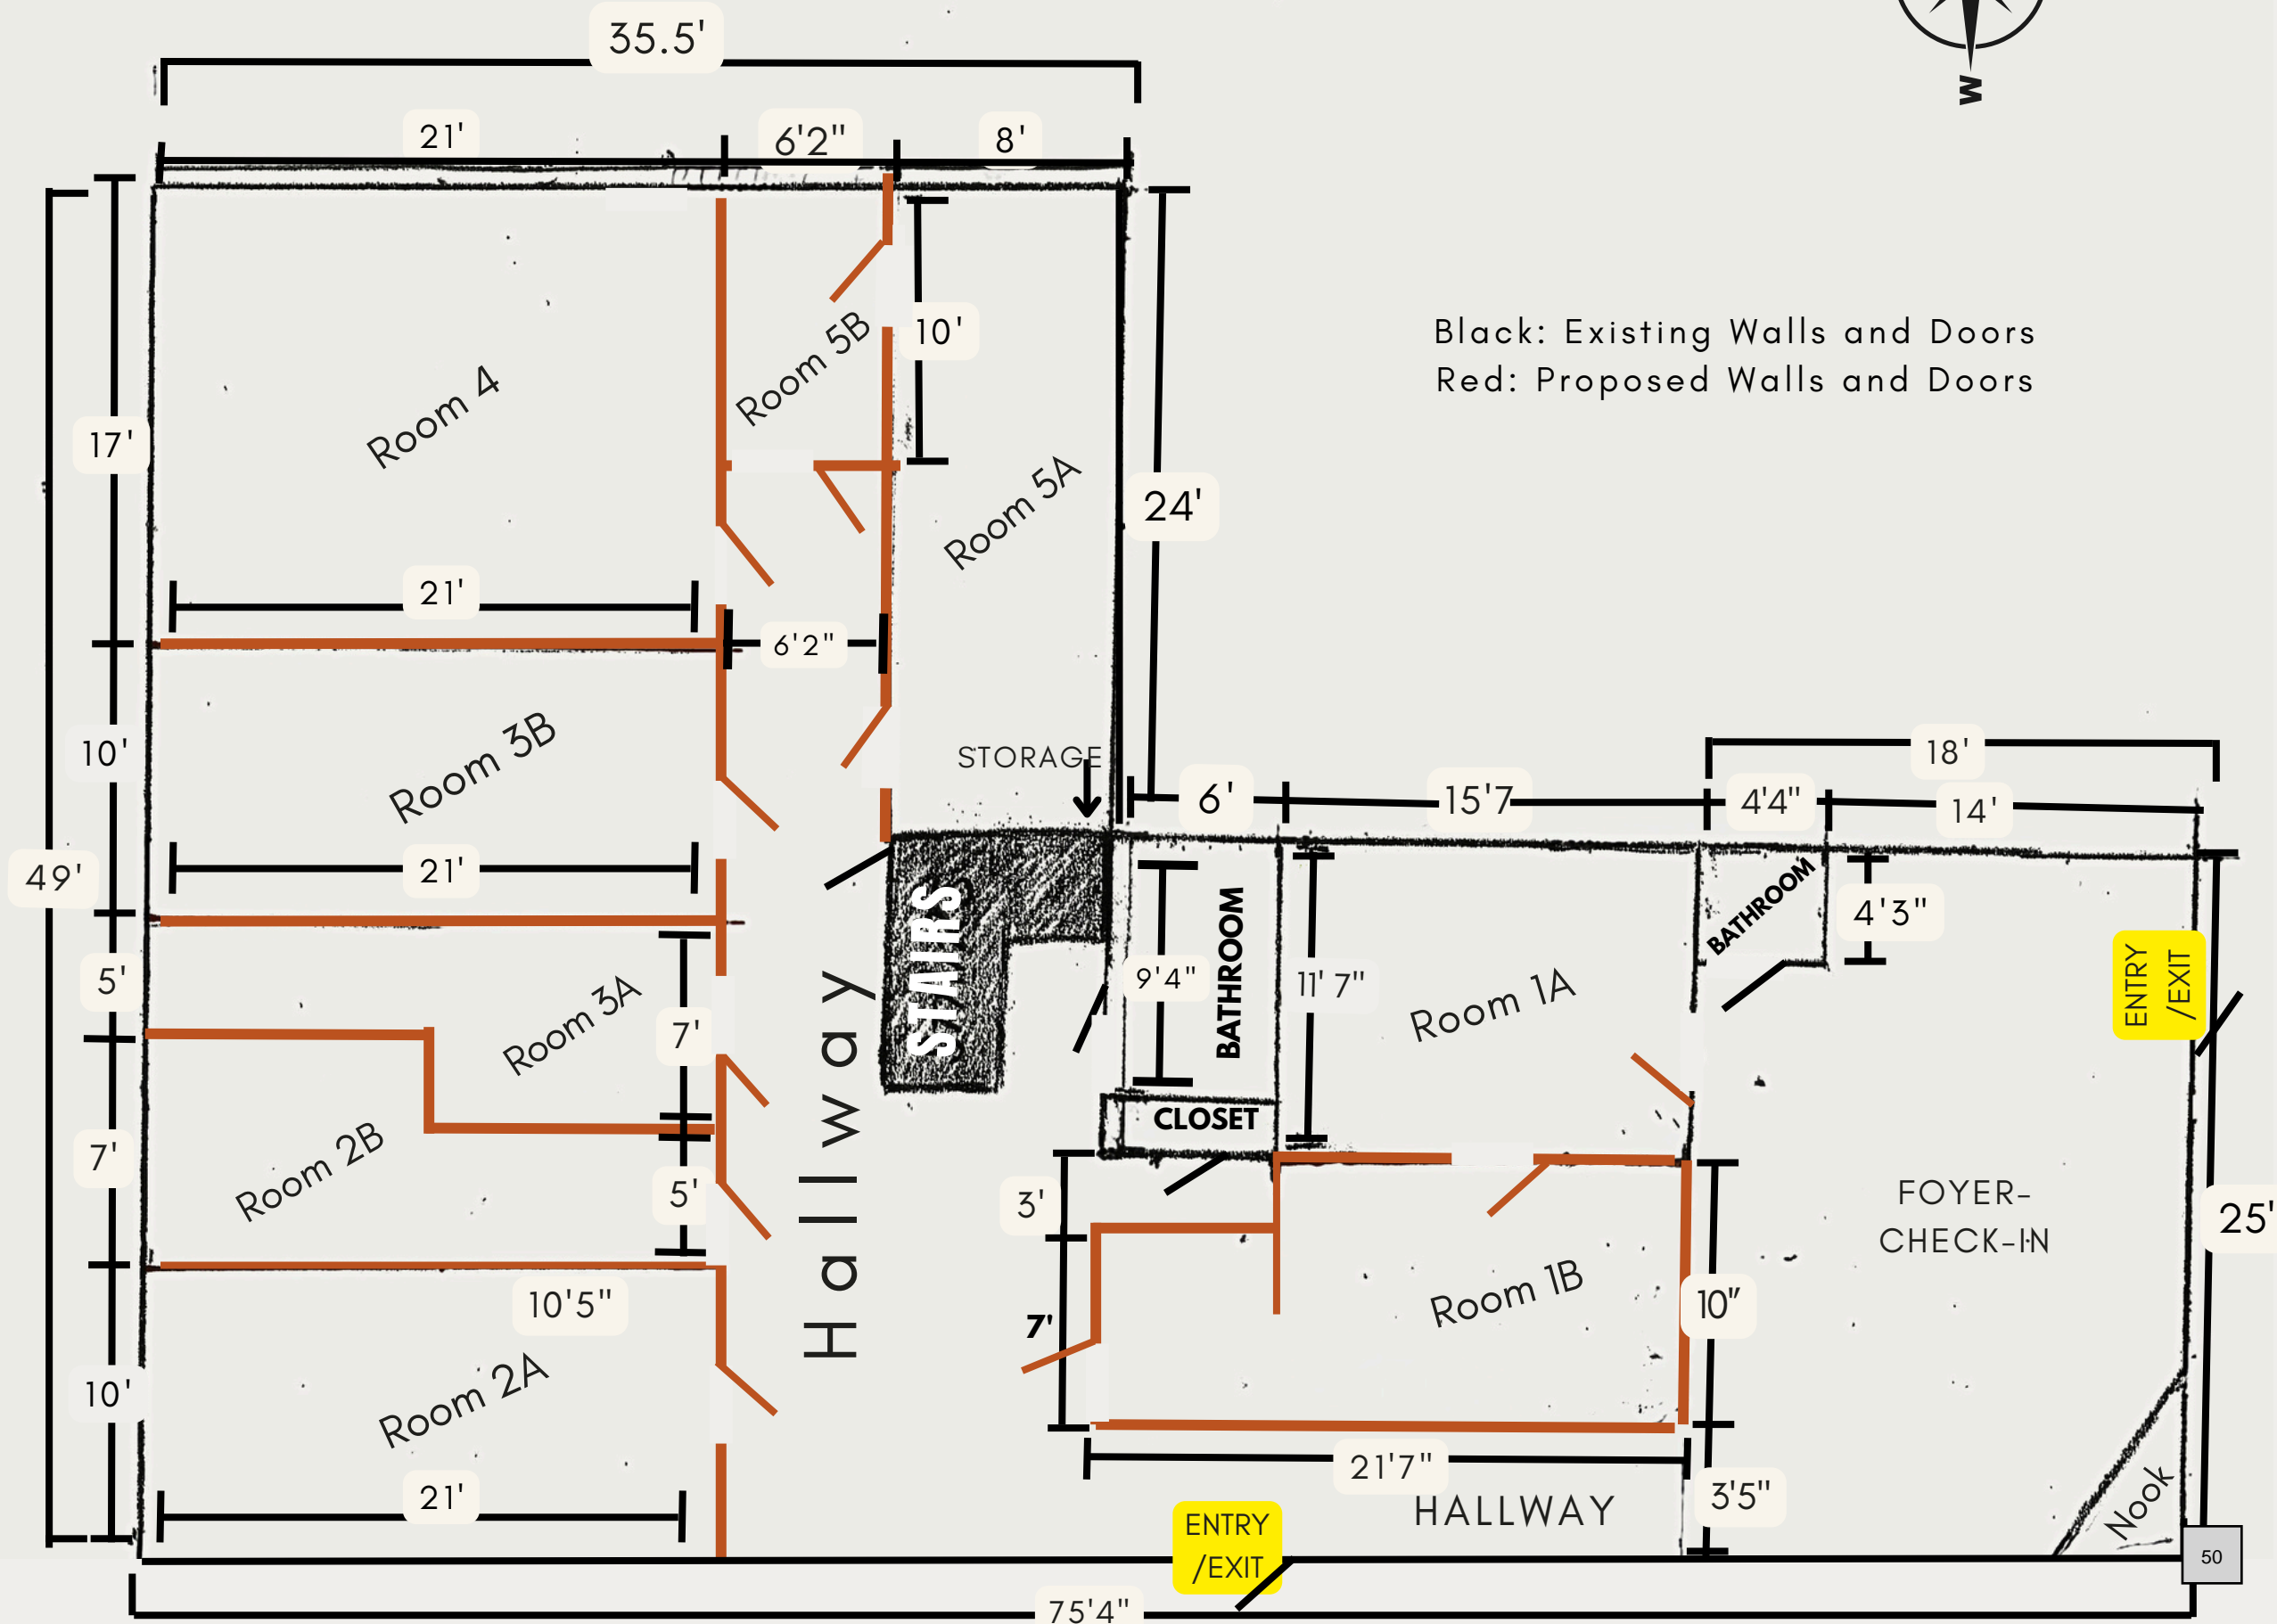 35.5'
W
21'
6'2"
8'
10'
Room 5B
Black: Existing Walls and Doors
Red: Proposed Walls and Doors
Room 4
17'
Room 5A
24'
21'
6'2"
Room 3B
10'
STORAGE
18'
6'
15'7
4'4"
14'
21'
49'
STAIRS
9'4"
BATHROOM
11' 7"
Room 1A
BATHROOM
4'3"
ENTRY
/EXIT
5'
Room 3A
7'
Hallway
CLOSET
7'
Room 2B
5'
3'
FOYER-
CHECK-IN
25'
10'5"
7'
Room 1B
10"
10'
Room 2A
21'
21'7"
HALLWAY
3'5"
Nook
ENTRY
/EXIT
50
75'4"